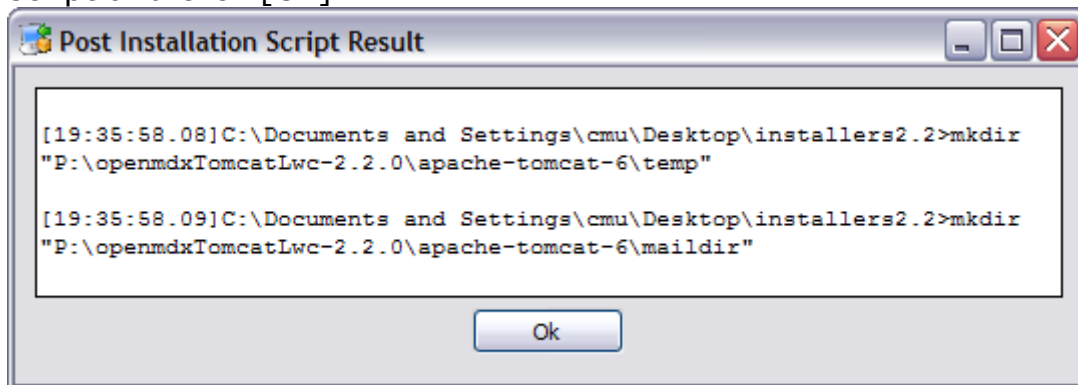 Post Installation Script Result
[19:35:58.08]C:\Documents and Settings\cmu\Desktop\installers2.2>mkdir
"P:\openmdxTomcatLwc-2.2.0\apache-tomcat-6\temp"
[19:35:58.09]C:\Documents and Settings\cmu\Desktop\installers2.2>mkdir
"P:\openmdxTomcatLwc-2.2.0\apache-tomcat-6\maildir"
Ok